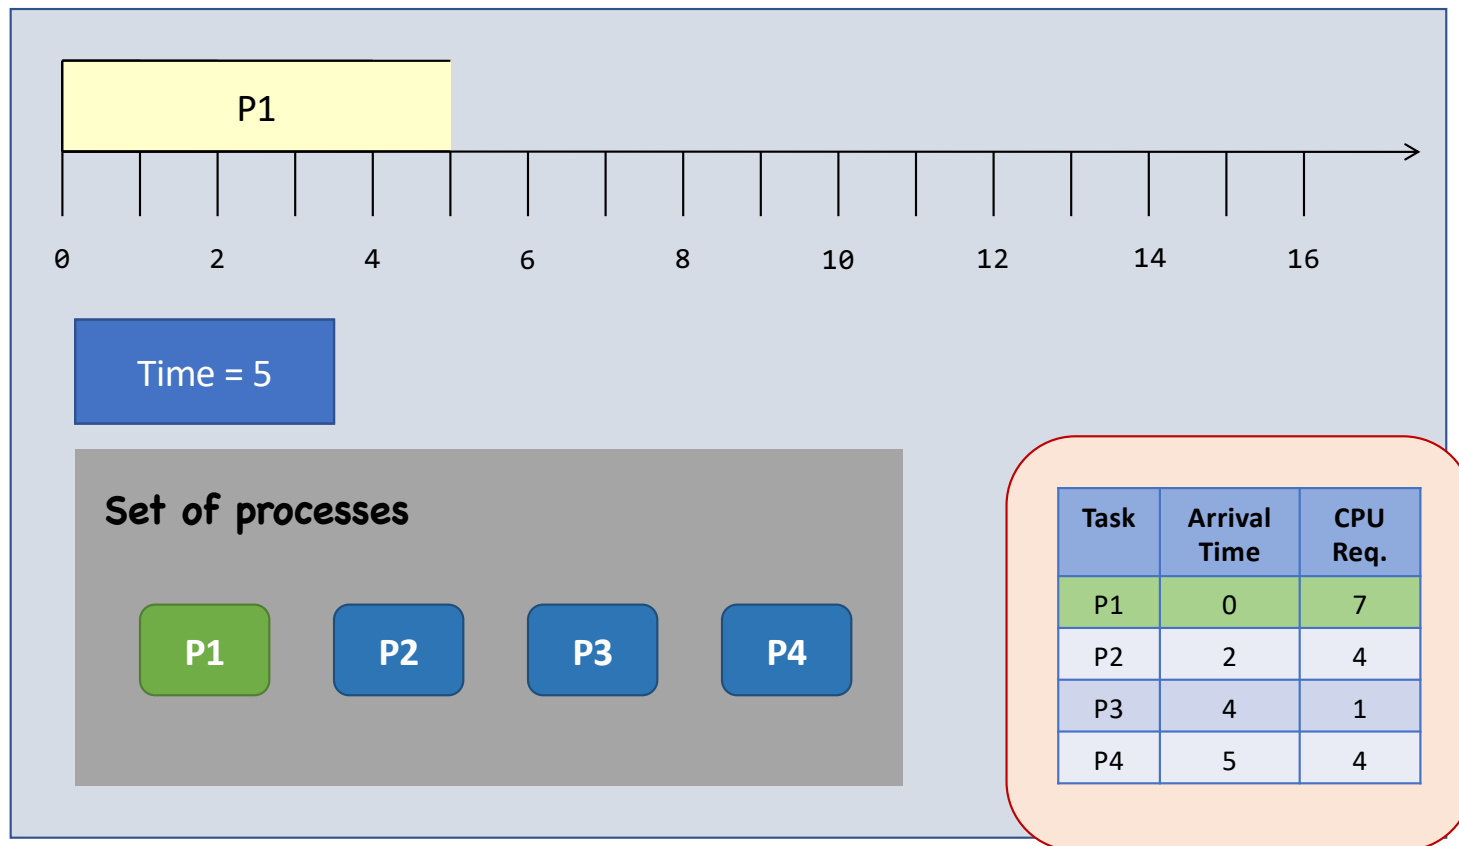 P1
0 2 4 6 8 10 12 14 16
Time = 5
Set of processes
P1 P2 P3 P4
Task Arrival Time CPU Req.
P1 0 7
P2 2 4
P3 4 1
P4 5 4